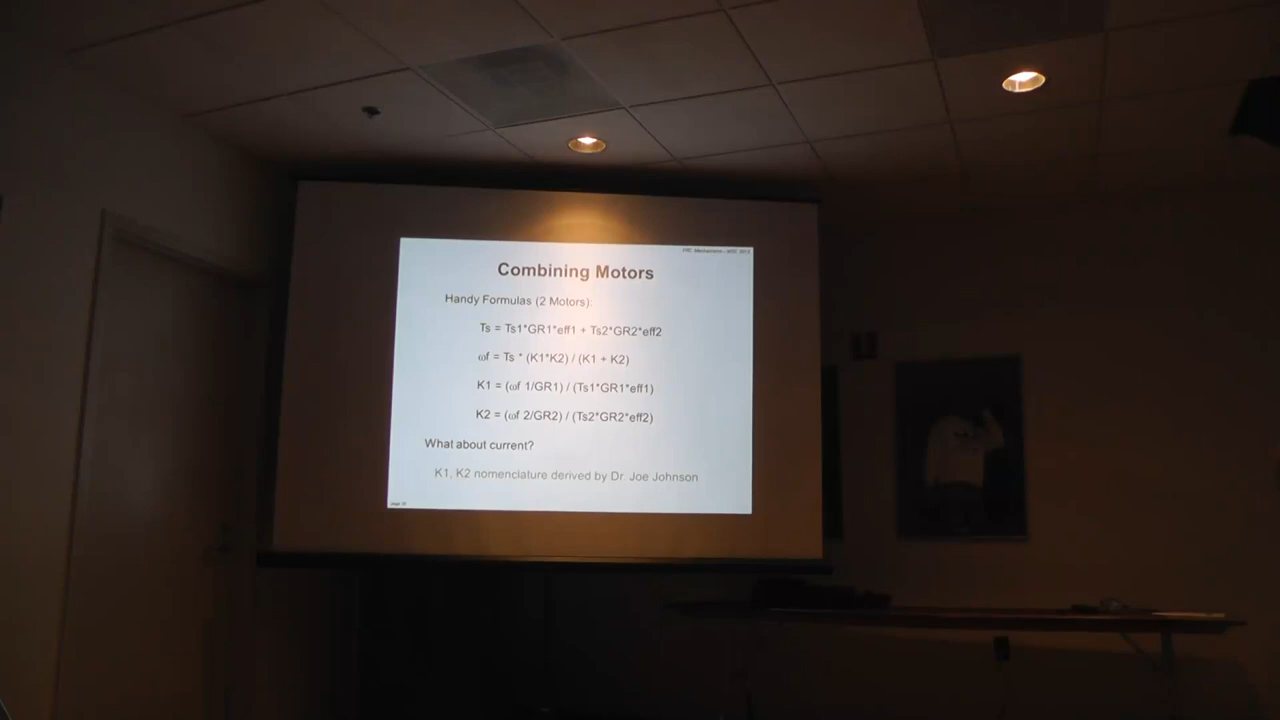 Combining Motors
Handy Formulas (2 Motors):
Ts = Ts1*GR1*eff1 + Ts2*GR2*eff2
ωf = Ts * (K1*K2) / (K1 + K2)
K1 = (ωf 1/GR1) / (Ts1*GR1*eff1)
K2 = (ωf 2/GR2) / (Ts2*GR2*eff2)
What about current?
K1, K2 nomenclature derived by Dr. Joe Johnson